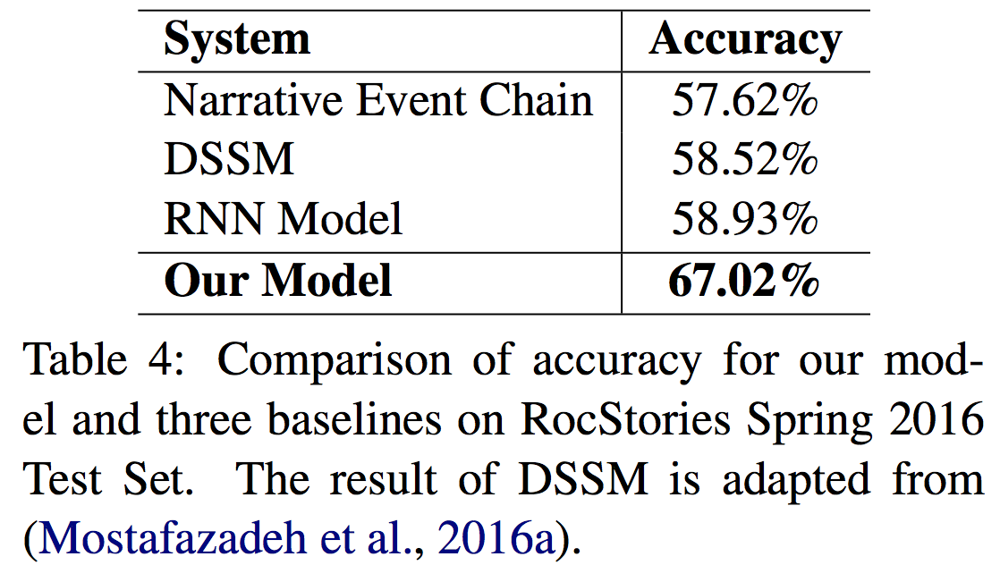 System Accuracy
Narrative Event Chain 57.62%
DSSM 58.52%
RNN Model 58.93%
Our Model 67.02%
Table 4: Comparison of accuracy for our mod-
el and three baselines on RocStories Spring 2016
Test Set. The result of DSSM is adapted from
(Mostafazadeh et al., 2016a).